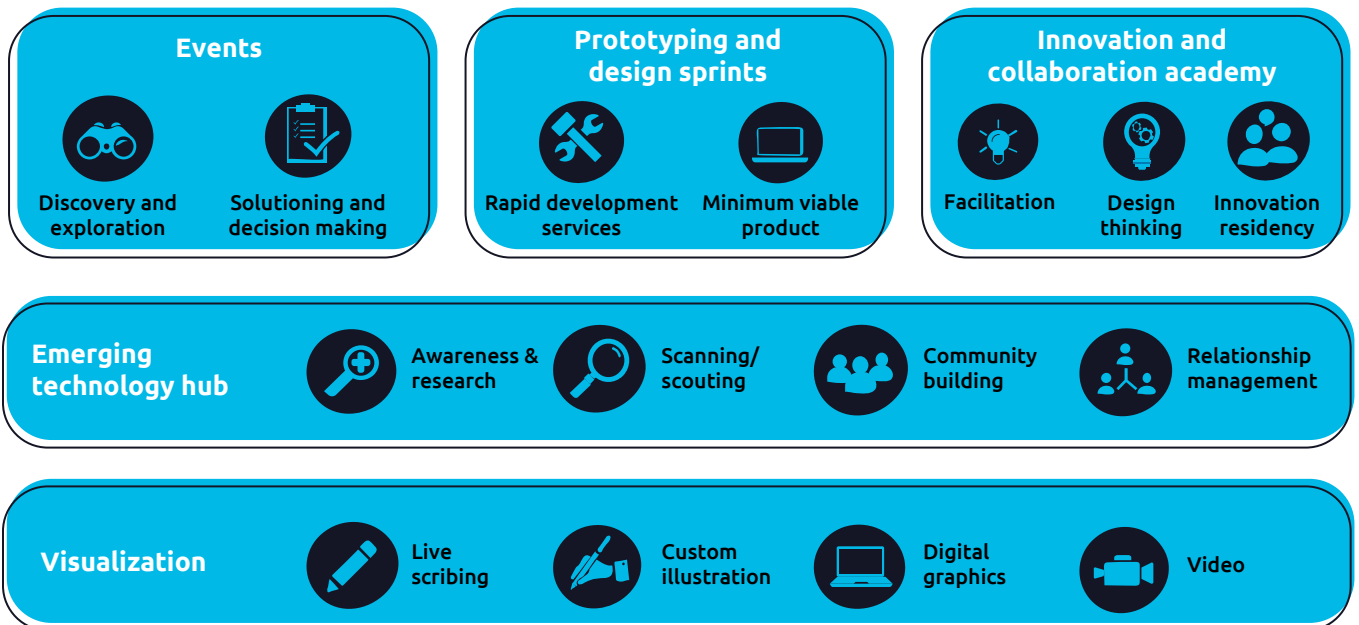 Events
Discovery and
exploration
Solutioning and
decision making
Prototyping and
design sprints
Rapid development
services
Minimum viable
product
Innovation and
collaboration academy
Facilitation
Design
thinking
Innovation
residency
Emerging
technology hub
Awareness &
research
Scanning/
scouting
Community
building
Relationship
management
Visualization
Live
scribing
Custom
illustration
Digital
graphics
Video